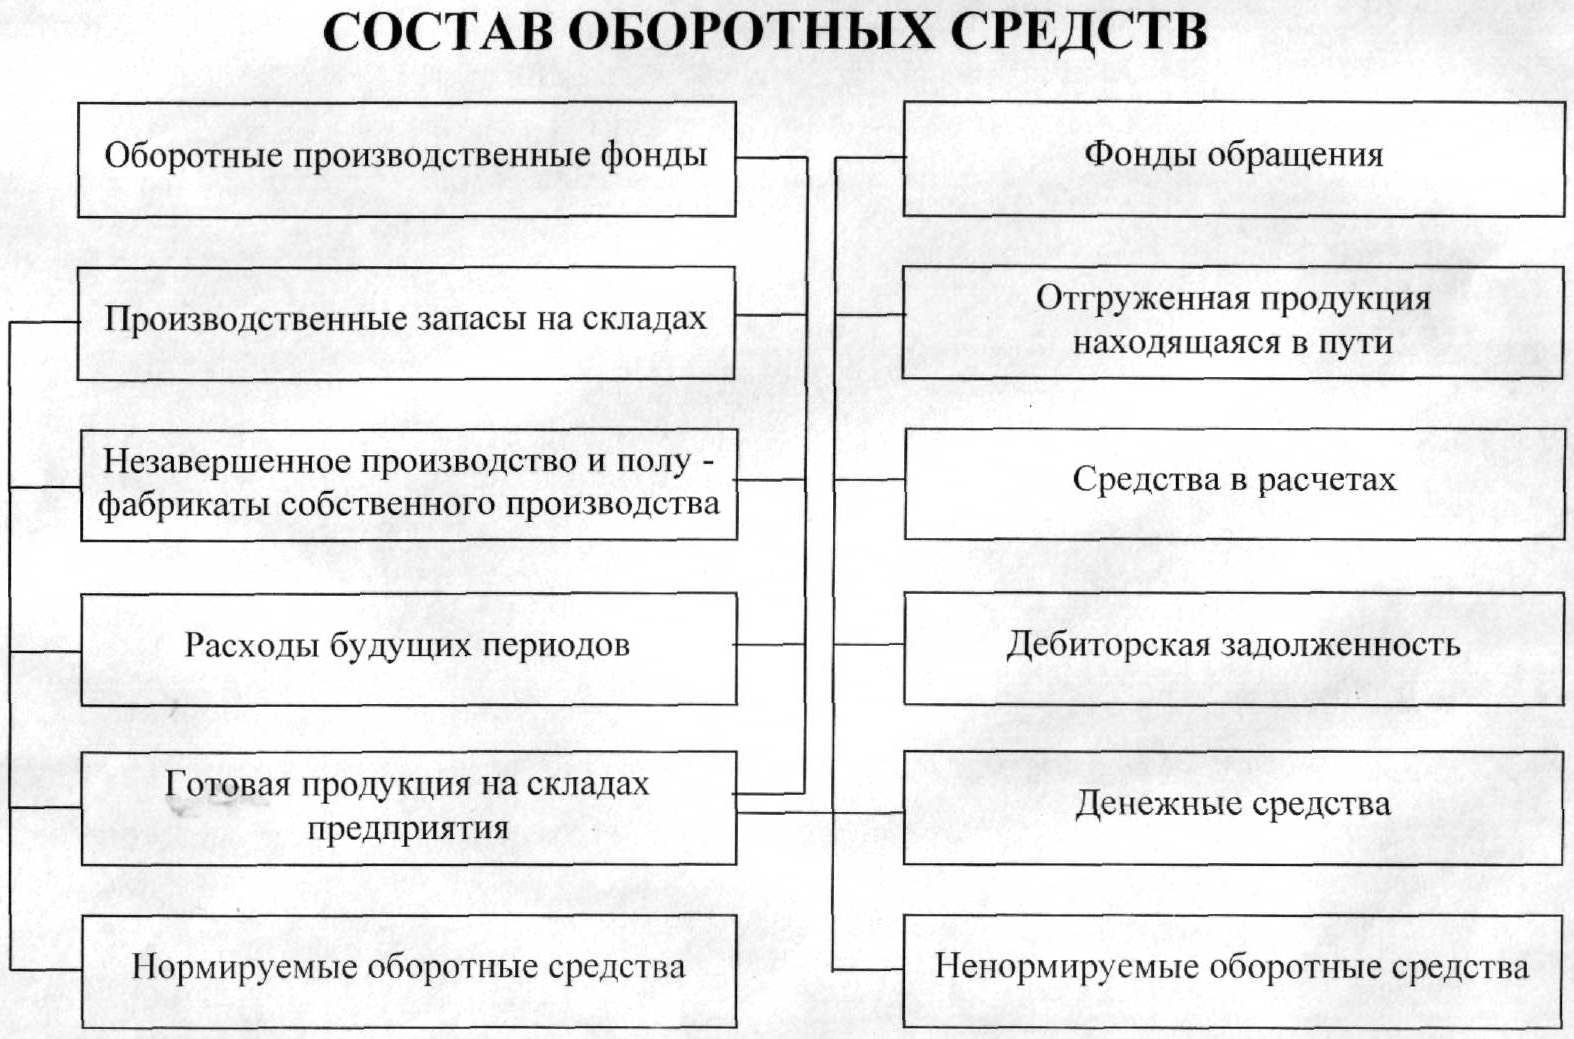 СОСТАВ ОБОРОТНЫХ СРЕДСТВ
Оборотные производственные фонды
Фонды обращения
Производственные запасы на складах
Отгруженная продукция
находящаяся в пути
Незавершенное производство и полу -
фабрикаты собственного производства
Средства в расчетах
Расходы будущих периодов
Дебиторская задолженность
Готовая продукция на складах
предприятия
Денежные средства
Нормируемые оборотные средства
Ненормируемые оборотные средства